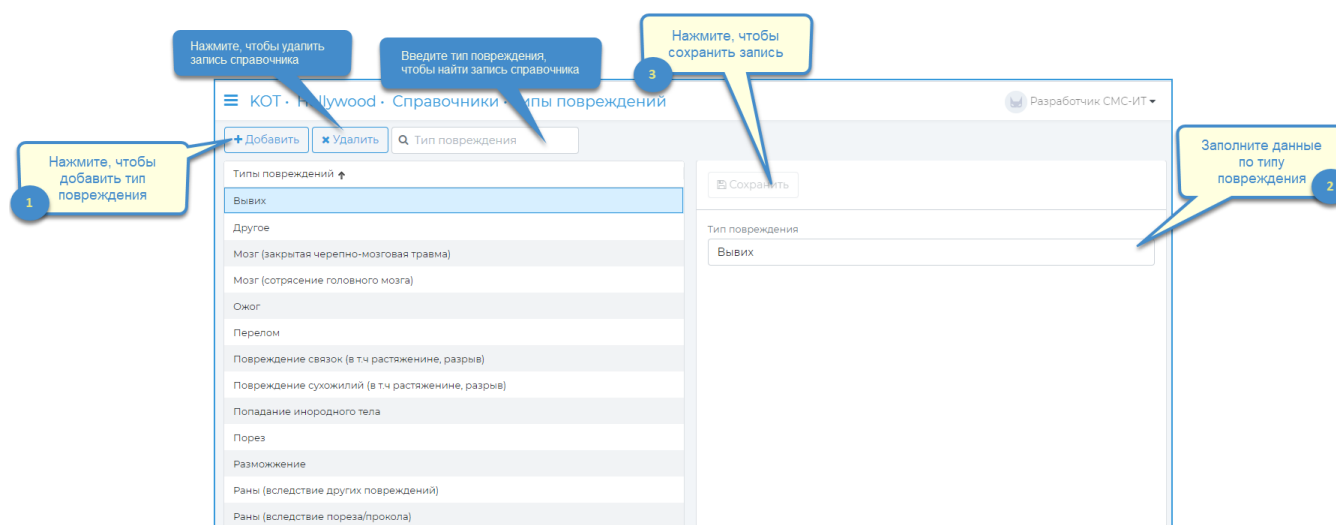 Нажмите, чтобы удалить
запись справочника
Введите тип повреждения,
чтобы найти запись справочника
Нажмите, чтобы
сохранить запись
3
КОТ · Hollywood · Справочники · Типы повреждений
Разработчик СМС-ИТ
Добавить
Удалить
Тип повреждения
Нажмите, чтобы
добавить тип
повреждения
1
Заполните данные
по типу
повреждения
2
Типы повреждений
Вывих
Другое
Мозг (закрытая черепно-мозговая травма)
Мозг (сотрясение головного мозга)
Ожог
Перелом
Повреждение связок (в т.ч растяженине, разрыв)
Повреждение сухожилий (в т.ч растяженине, разрыв)
Попадание инородного тела
Порез
Размозжение
Раны (вследствие других повреждений)
Раны (вследствие пореза/прокола)
Сохранить
Тип повреждения
Вывих